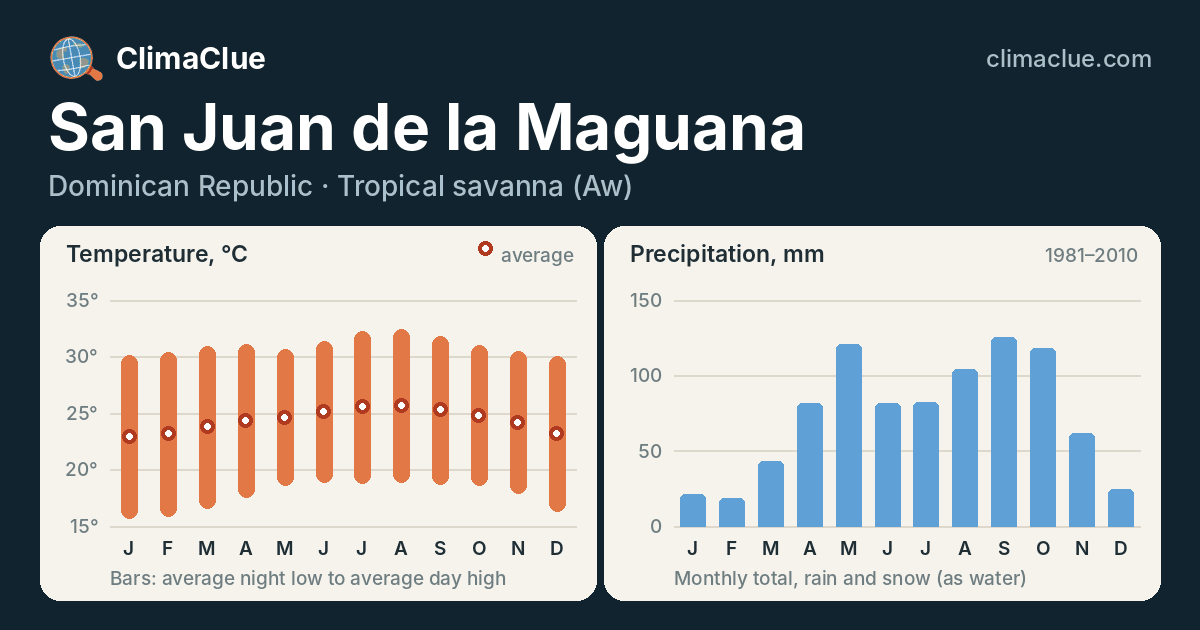 ClimaClue
climaclue.com
San Juan de la Maguana
Dominican Republic · Tropical savanna (Aw)
Temperature, °C
average
35°
30°
25°
20°
15°
J F M A M J J A S O N D
Bars: average night low to average day high
Precipitation, mm
1981–2010
150
100
50
0
J F M A M J J A S O N D
Monthly total, rain and snow (as water)